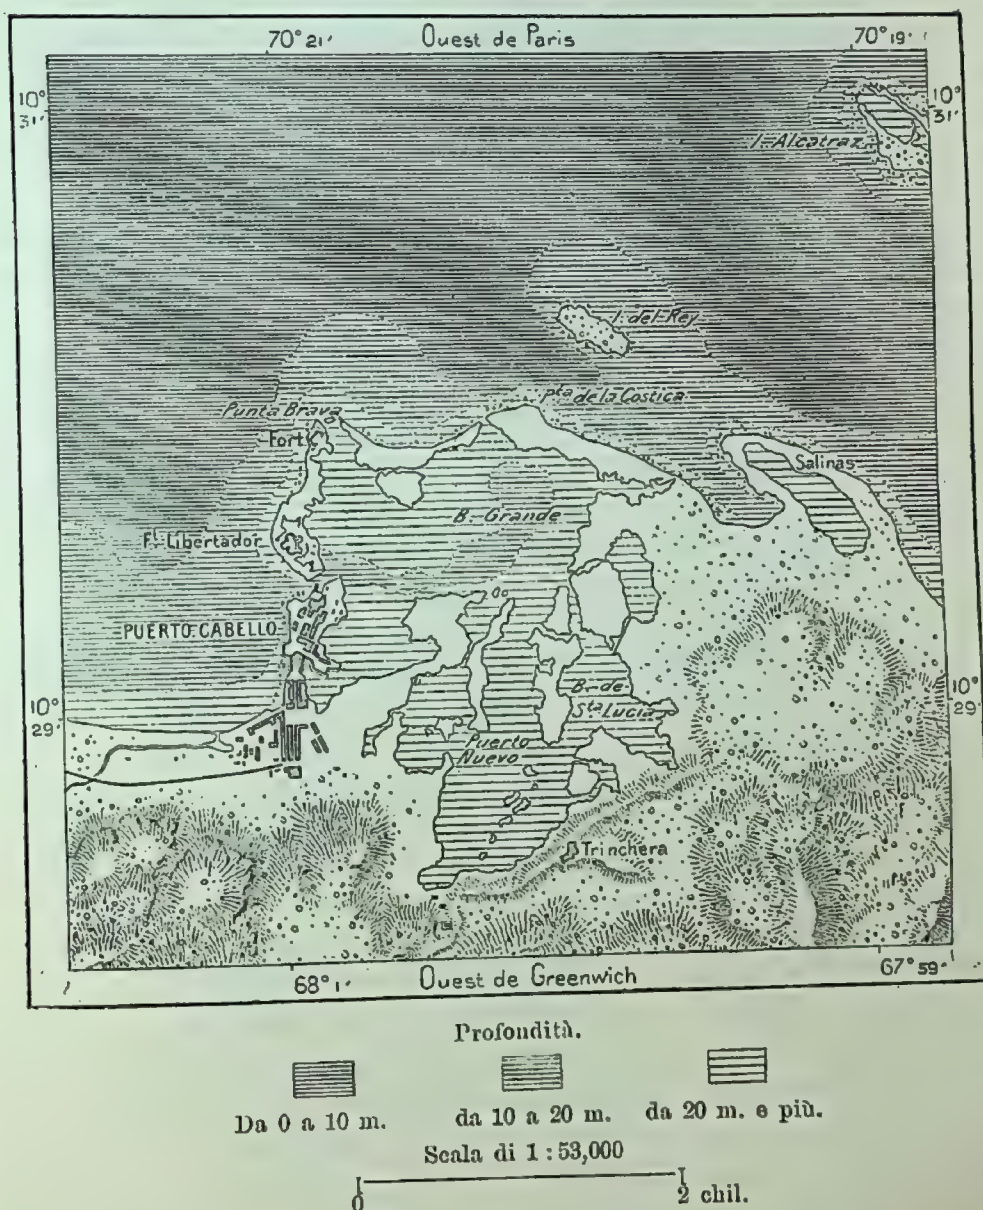 70° 21' Ouest de Paris 70° 19'
10° 31'
10° 31'
I. Alcatraz
I. del Rey
Pta de la Costica
Punta Brava
Fort
Salinas
B. Grande
Ft. Libertador
PUERTO-CABELLO
B. de Sta Lucia
10° 29'
10° 29'
Puerto Nuevo
Trinchera
68° 1' Ouest de Greenwich 67° 59'
Profondità.
Da 0 a 10 m. da 10 a 20 m. da 20 m. e più.
Scala di 1 : 53,000
0 2 chil.